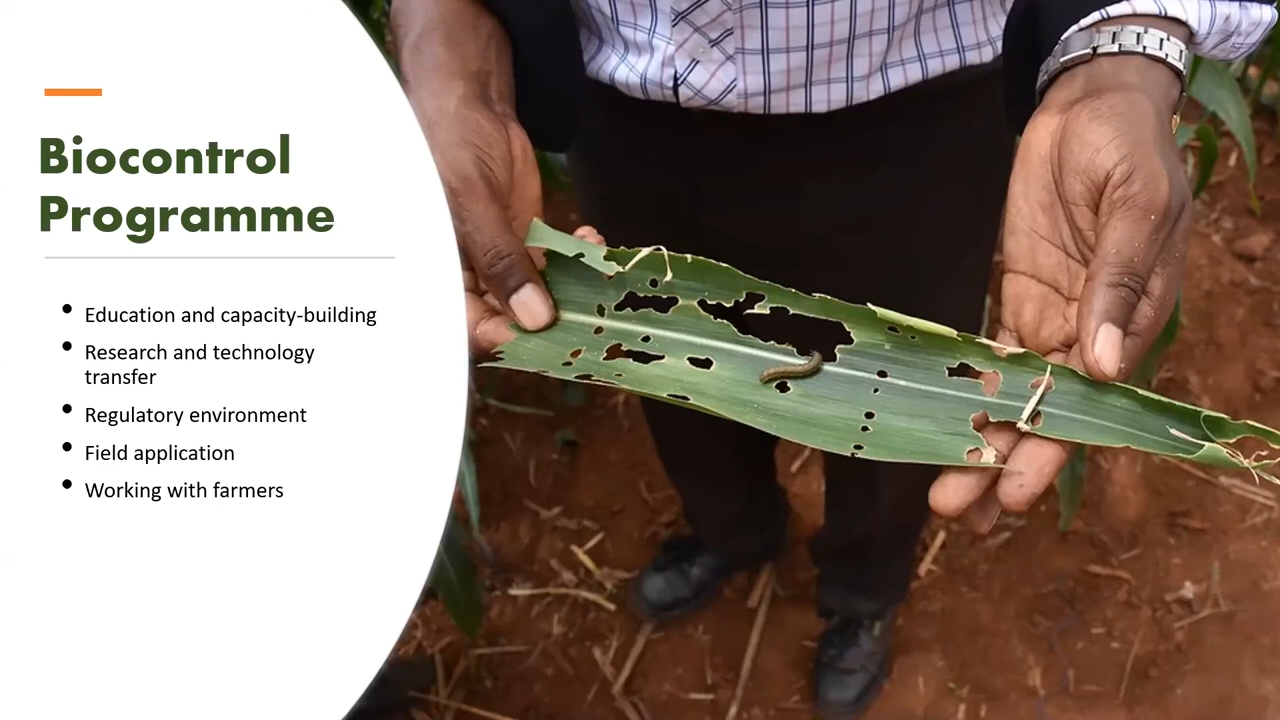 Biocontrol
Programme
• Education and capacity-building
• Research and technology
transfer
• Regulatory environment
• Field application
• Working with farmers